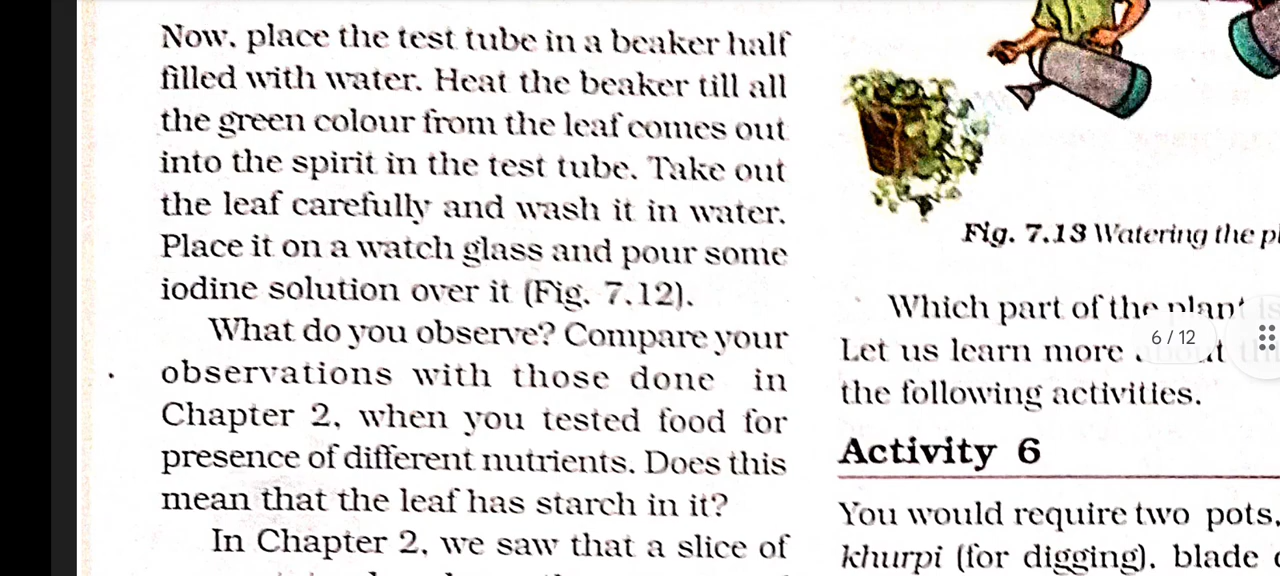 Now, place the test tube in a beaker half
filled with water. Heat the beaker till all
the green colour from the leaf comes out
into the spirit in the test tube. Take out
the leaf carefully and wash it in water.
Place it on a watch glass and pour some
iodine solution over it (Fig. 7.12).
What do you observe? Compare your
observations with those done in
Chapter 2, when you tested food for
presence of different nutrients. Does this
mean that the leaf has starch in it?
In Chapter 2, we saw that a slice of
Fig. 7.13 Watering the
Which part of the plant is
Let us learn more
the following activities.
6 / 12
Activity 6
You would require two pots,
khurpi (for digging), blade